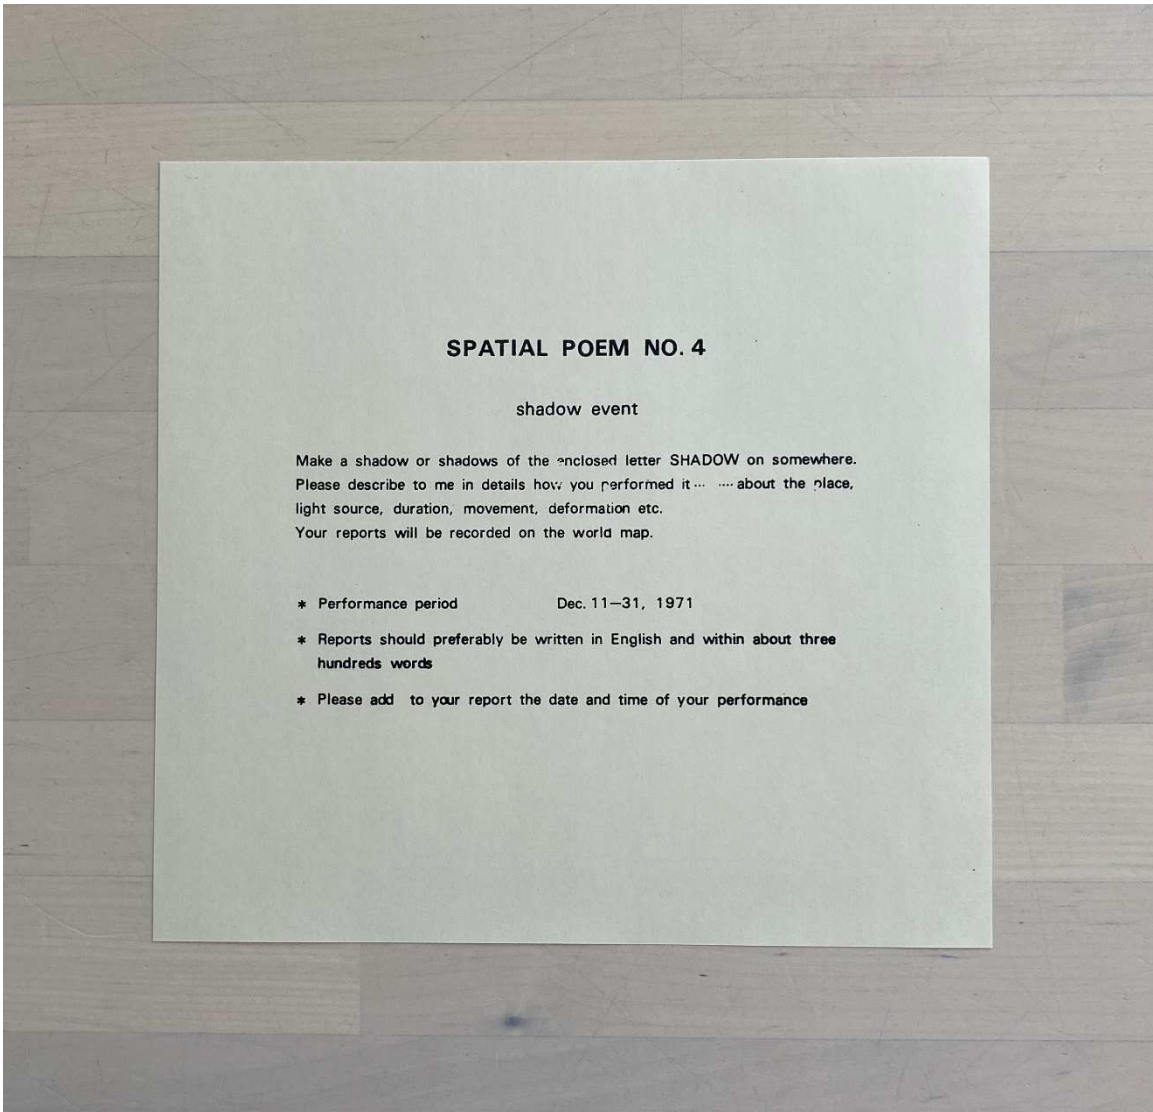 SPATIAL POEM NO. 4
shadow event
Make a shadow or shadows of the enclosed letter SHADOW on somewhere.
Please describe to me in details how you performed it ... .... about the place,
light source, duration, movement, deformation etc.
Your reports will be recorded on the world map.
* Performance period Dec. 11—31, 1971
* Reports should preferably be written in English and within about three
hundreds words
* Please add to your report the date and time of your performance